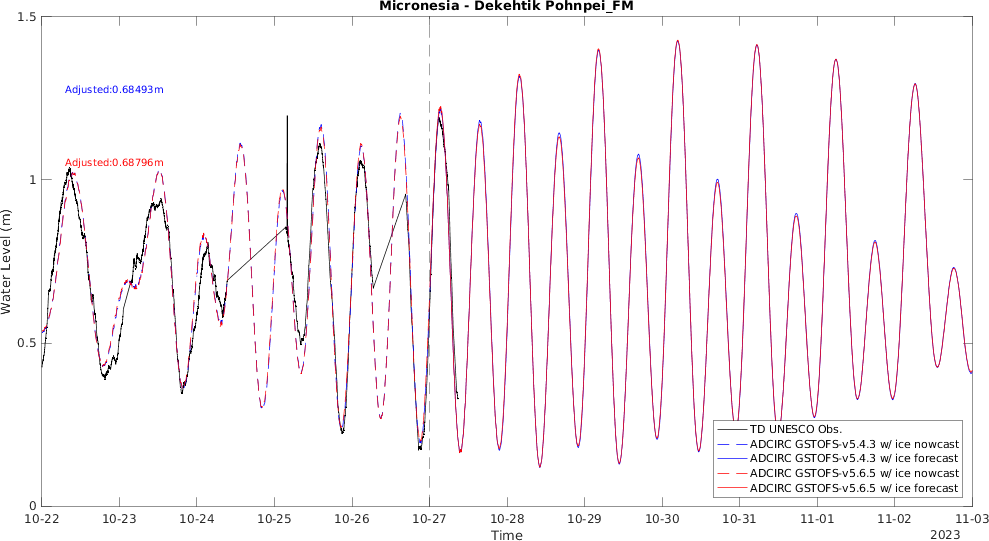 Micronesia - Dekehtik Pohnpei_FM
1.5
1
0.5
0
Water Level (m)
Adjusted:0.68493m
Adjusted:0.68796m
TD UNESCO Obs.
ADCIRC GSTOFS-v5.4.3 w/ ice nowcast
ADCIRC GSTOFS-v5.4.3 w/ ice forecast
ADCIRC GSTOFS-v5.6.5 w/ ice nowcast
ADCIRC GSTOFS-v5.6.5 w/ ice forecast
10-22 10-23 10-24 10-25 10-26 10-27 10-28 10-29 10-30 10-31 11-01 11-02 11-03
Time
2023